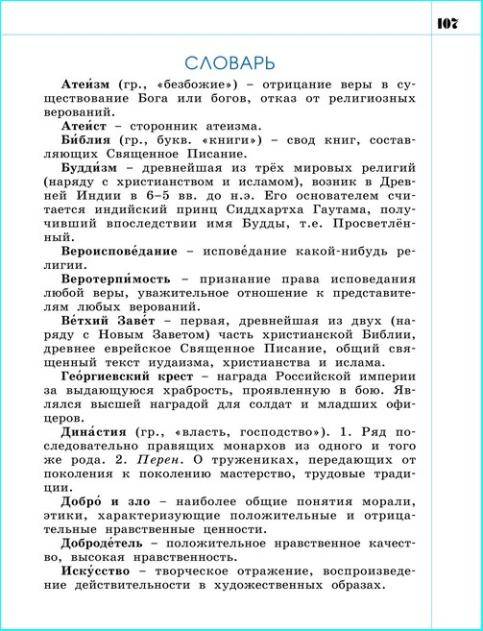 107
СЛОВАРЬ
Атеи́зм (гр., «безбожие») – отрицание веры в су-
ществование Бога или богов, отказ от религиозных
верований.
Атеи́ст – сторонник атеизма.
Би́блия (гр., букв. «книги») – свод книг, состав-
ляющих Священное Писание.
Будди́зм – древнейшая из трёх мировых религий
(наряду с христианством и исламом), возник в Древ-
ней Индии в 6–5 вв. до н.э. Его основателем счи-
тается индийский принц Сиддхартха Гаутама, полу-
чивший впоследствии имя Будды, т.е. Просветлён-
ный.
Вероиспове́дание – испове́дание какой-нибудь ре-
лигии.
Веротерпи́мость – признание права исповедания
любой веры, уважительное отношение к представите-
лям любых верований.
Ве́тхий Заве́т – первая, древнейшая из двух (на-
ряду с Новым Заветом) часть христианской Библии,
древнее еврейское Священное Писание, общий свя-
щенный текст иудаизма, христианства и ислама.
Гео́ргиевский крест – награда Российской империи
за выдающуюся храбрость, проявленную в бою. Яв-
лялся высшей наградой для солдат и младших офи-
церов.
Дина́стия (гр., «власть, господство»). 1. Ряд по-
следовательно правящих монархов из одного и того
же рода. 2. Перен. О тружениках, передающих от
поколения к поколению мастерство, трудовые тради-
ции.
Добро́ и зло – наиболее общие понятия морали,
этики, характеризующие положительные и отрица-
тельные нравственные ценности.
Доброде́тель – положительное нравственное качест-
во, высокая нравственность.
Иску́сство – творческое отражение, воспроизведе-
ние действительности в художественных образах.